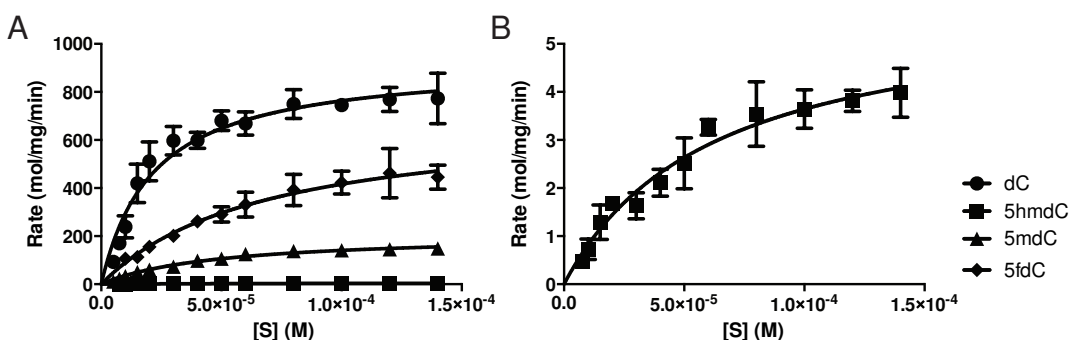 A
1000
800
600
400
200
0
Rate (mol/mg/min)
0.0
5.0×10⁻⁵
1.0×10⁻⁴
1.5×10⁻⁴
[S] (M)
B
5
4
3
2
1
0
Rate (mol/mg/min)
0.0
5.0×10⁻⁵
1.0×10⁻⁴
1.5×10⁻⁴
[S] (M)
dC
5hmdC
5mdC
5fdC